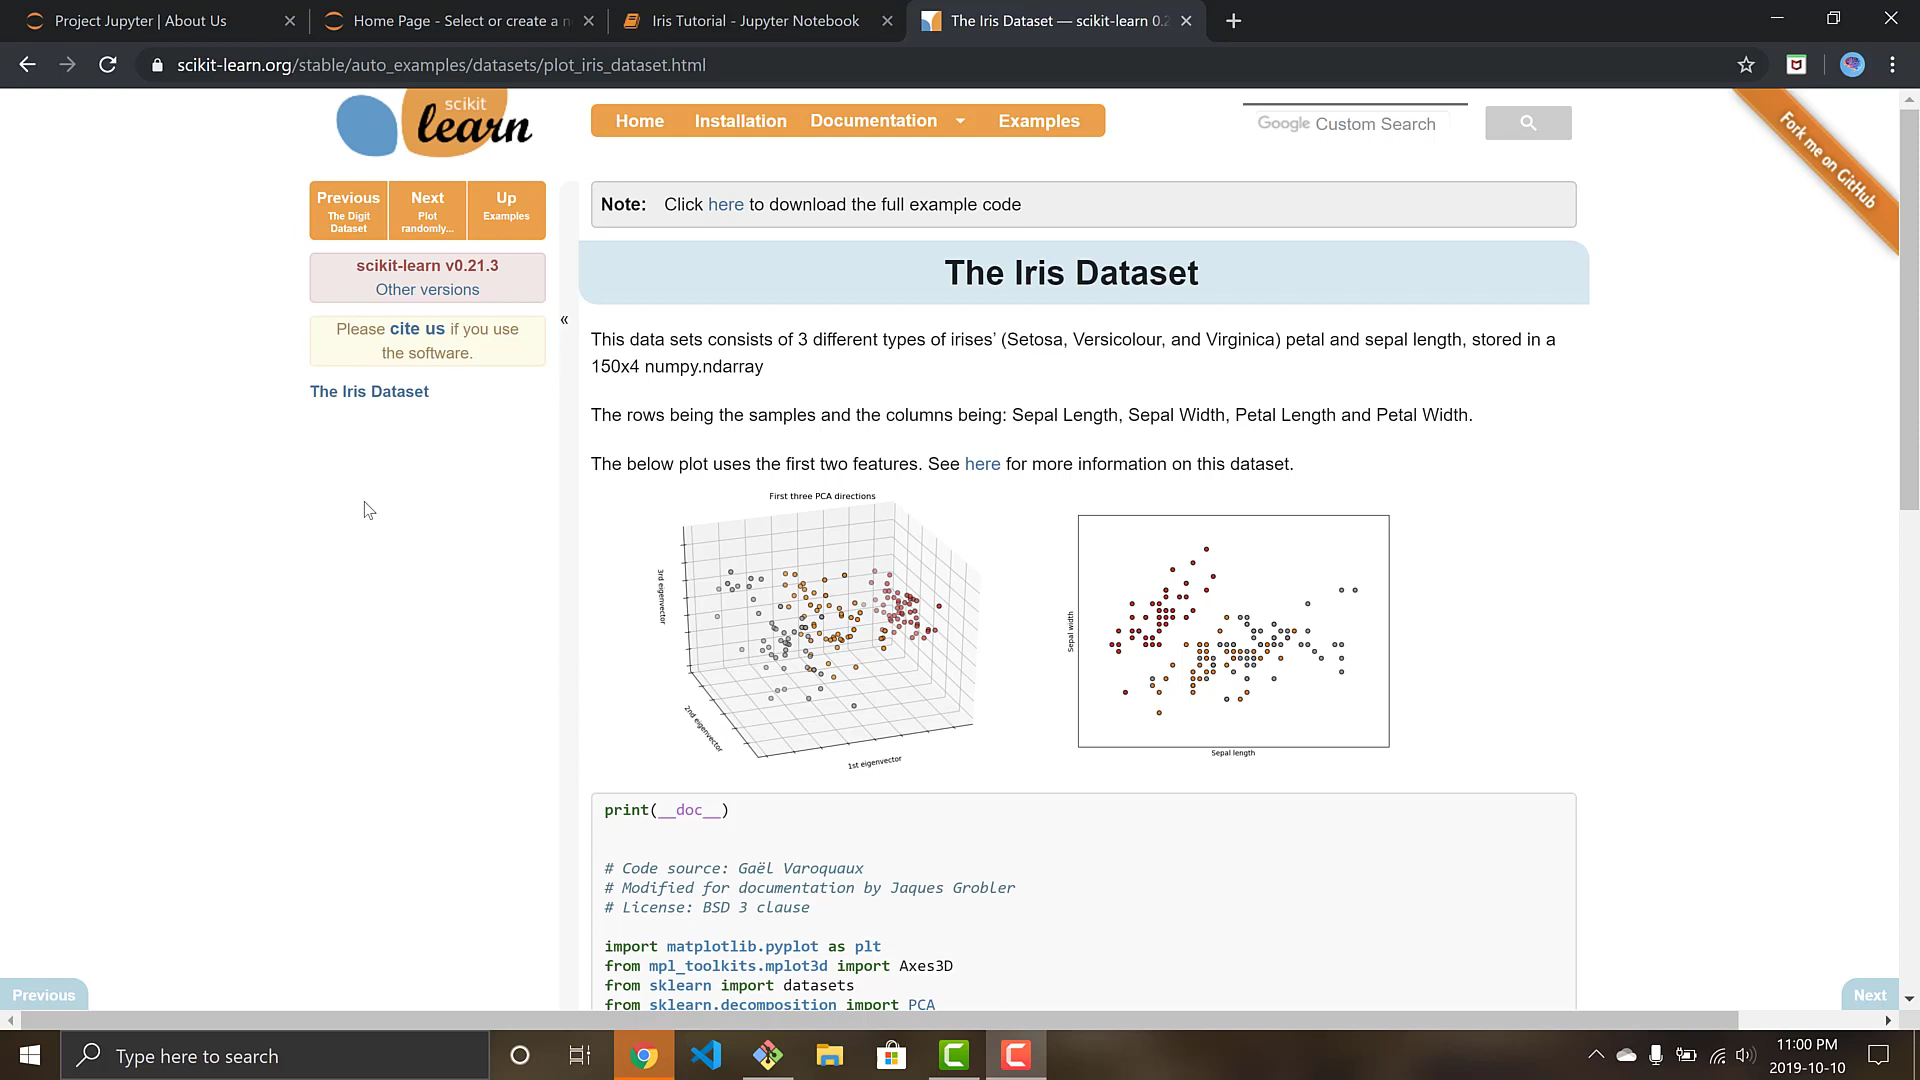 Project Jupyter | About Us
Home Page - Select or create a n
Iris Tutorial - Jupyter Notebook
The Iris Dataset — scikit-learn 0.2
scikit-learn.org/stable/auto_examples/datasets/plot_iris_dataset.html
scikit
learn
Home Installation Documentation Examples
Google Custom Search
Fork me on GitHub
Previous
The Digit
Dataset
Next
Plot
randomly...
Up
Examples
scikit-learn v0.21.3
Other versions
Please cite us if you use
the software.
The Iris Dataset
«
Note: Click here to download the full example code
The Iris Dataset
This data sets consists of 3 different types of irises’ (Setosa, Versicolour, and Virginica) petal and sepal length, stored in a
150x4 numpy.ndarray
The rows being the samples and the columns being: Sepal Length, Sepal Width, Petal Length and Petal Width.
The below plot uses the first two features. See here for more information on this dataset.
First three PCA directions
3rd eigenvector
2nd eigenvector
1st eigenvector
Sepal width
Sepal length
print(__doc__)
# Code source: Gaël Varoquaux
# Modified for documentation by Jaques Grobler
# License: BSD 3 clause
import matplotlib.pyplot as plt
from mpl_toolkits.mplot3d import Axes3D
from sklearn import datasets
from sklearn.decomposition import PCA
Previous
Next
Type here to search
11:00 PM
2019-10-10